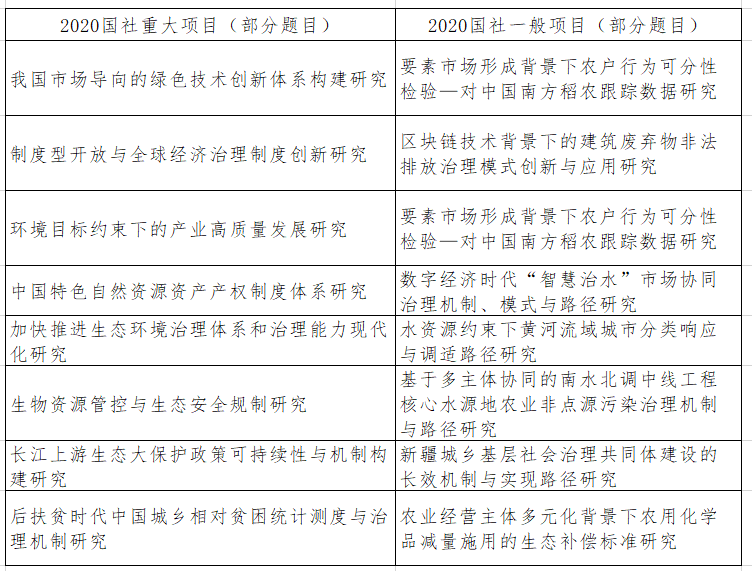 2020国社重大项目（部分题目）
2020国社一般项目（部分题目）
我国市场导向的绿色技术创新体系构建研究
要素市场形成背景下农户行为可分性
检验—对中国南方稻农跟踪数据研究
制度型开放与全球经济治理制度创新研究
区块链技术背景下的建筑废弃物非法
排放治理模式创新与应用研究
环境目标约束下的产业高质量发展研究
要素市场形成背景下农户行为可分性
检验—对中国南方稻农跟踪数据研究
中国特色自然资源资产产权制度体系研究
数字经济时代“智慧治水”市场协同
治理机制、模式与路径研究
加快推进生态环境治理体系和治理能力现代
化研究
水资源约束下黄河流域城市分类响应
与调适路径研究
生物资源管控与生态安全规制研究
基于多主体协同的南水北调中线工程
核心水源地农业非点源污染治理机制
与路径研究
长江上游生态大保护政策可持续性与机制构
建研究
新疆城乡基层社会治理共同体建设的
长效机制与实现路径研究
后扶贫时代中国城乡相对贫困统计测度与治
理机制研究
农业经营主体多元化背景下农用化学
品减量施用的生态补偿标准研究